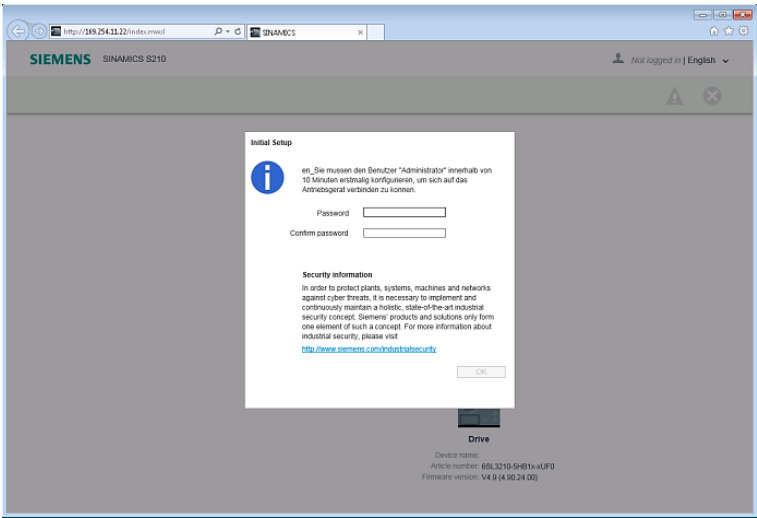 http://169.254.11.22/index.mwsl
SINAMICS
SIEMENS SINAMICS S210
Not logged in | English
Initial Setup
en_Sie mussen den Benutzer "Administrator" innerhalb von
10 Minuten erstmalig konfigurieren, um sich auf das
Antriebsgerat verbinden zu konnen.
Password
Confirm password
Security information
In order to protect plants, systems, machines and networks
against cyber threats, it is necessary to implement and
continuously maintain a holistic, state-of-the-art industrial
security concept. Siemens' products and solutions only form
one element of such a concept. For more information about
industrial security, please visit
http://www.siemens.com/industrialsecurity
OK
Drive
Device name:
Article number: 6SL3210-5HB1x-xUF0
Firmware version: V4.9 (4.90.24.00)